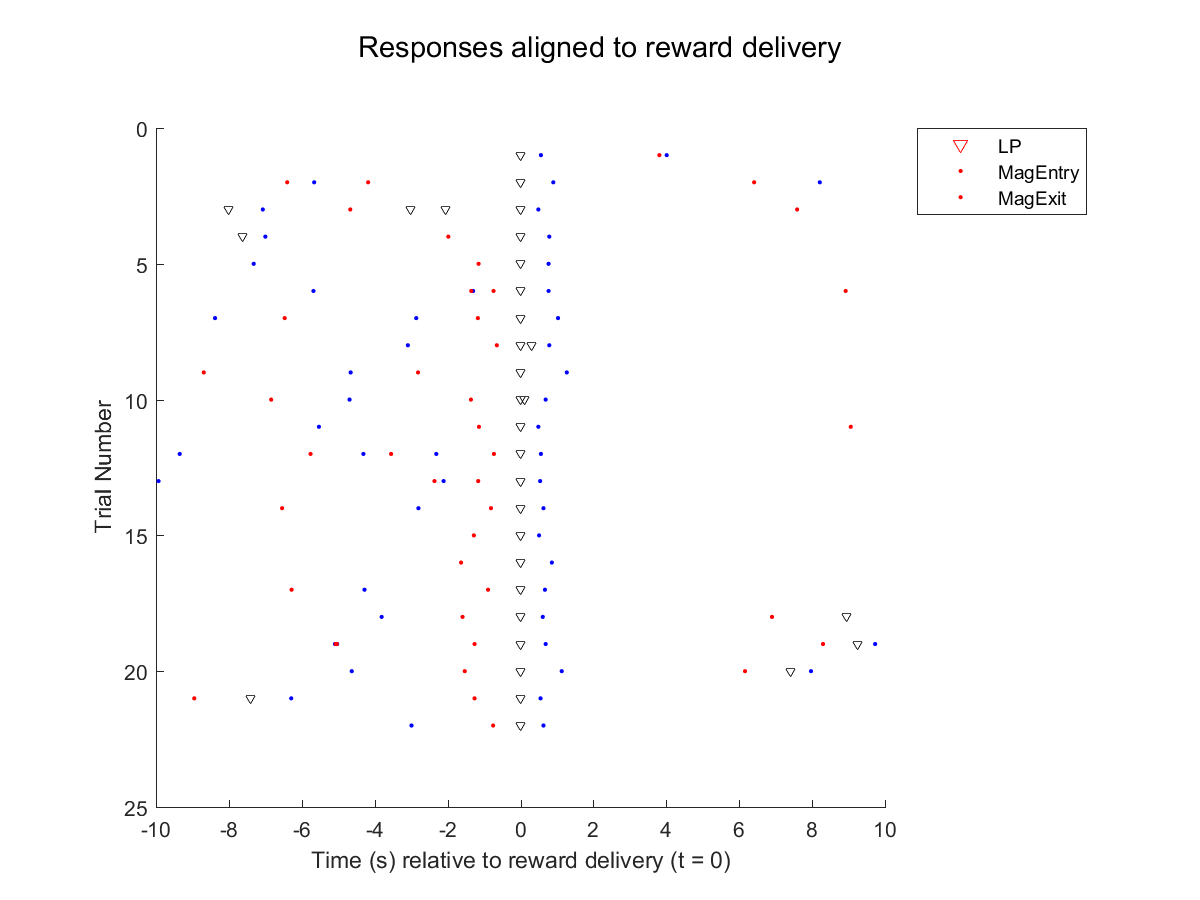 Responses aligned to reward delivery
LP
MagEntry
MagExit
0
5
10
15
20
25
Trial Number
-10 -8 -6 -4 -2 0 2 4 6 8 10
Time (s) relative to reward delivery (t = 0)